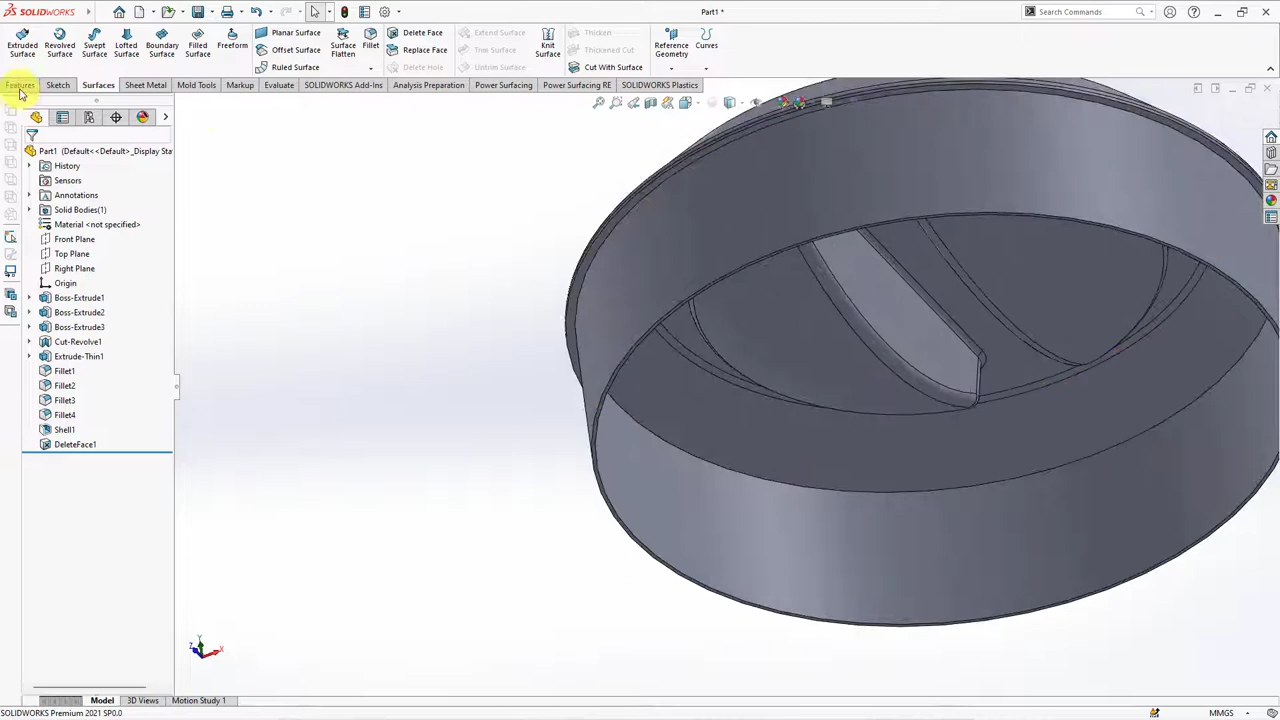 SOLIDWORKS
Part1 *
Search Commands
Extruded Surface
Revolved Surface
Swept Surface
Lofted Surface
Boundary Surface
Filled Surface
Freeform
Planar Surface
Offset Surface
Ruled Surface
Surface Flatten
Fillet
Delete Face
Replace Face
Delete Hole
Extend Surface
Trim Surface
Untrim Surface
Knit Surface
Thicken
Thickened Cut
Cut With Surface
Reference Geometry
Curves
Features
Sketch
Surfaces
Sheet Metal
Mold Tools
Markup
Evaluate
SOLIDWORKS Add-Ins
Analysis Preparation
Power Surfacing
Power Surfacing RE
SOLIDWORKS Plastics
Part1 (Default<<Default>_Display Sta
History
Sensors
Annotations
Solid Bodies(1)
Material <not specified>
Front Plane
Top Plane
Right Plane
Origin
Boss-Extrude1
Boss-Extrude2
Boss-Extrude3
Cut-Revolve1
Extrude-Thin1
Fillet1
Fillet2
Fillet3
Fillet4
Shell1
DeleteFace1
Y
Z
X
Model
3D Views
Motion Study 1
SOLIDWORKS Premium 2021 SP0.0
MMGS